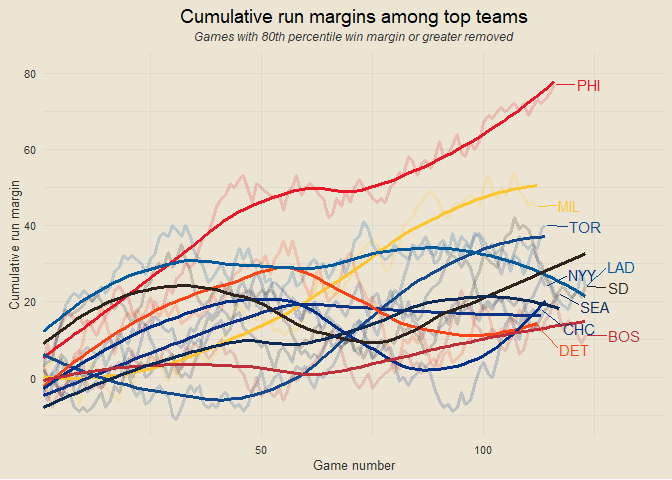 Cumulative run margins among top teams
Games with 80th percentile win margin or greater removed
Cumulative run margin
80
60
40
20
0
PHI
MIL
TOR
NYY
LAD
SD
SEA
CHC
BOS
DET
50
100
Game number